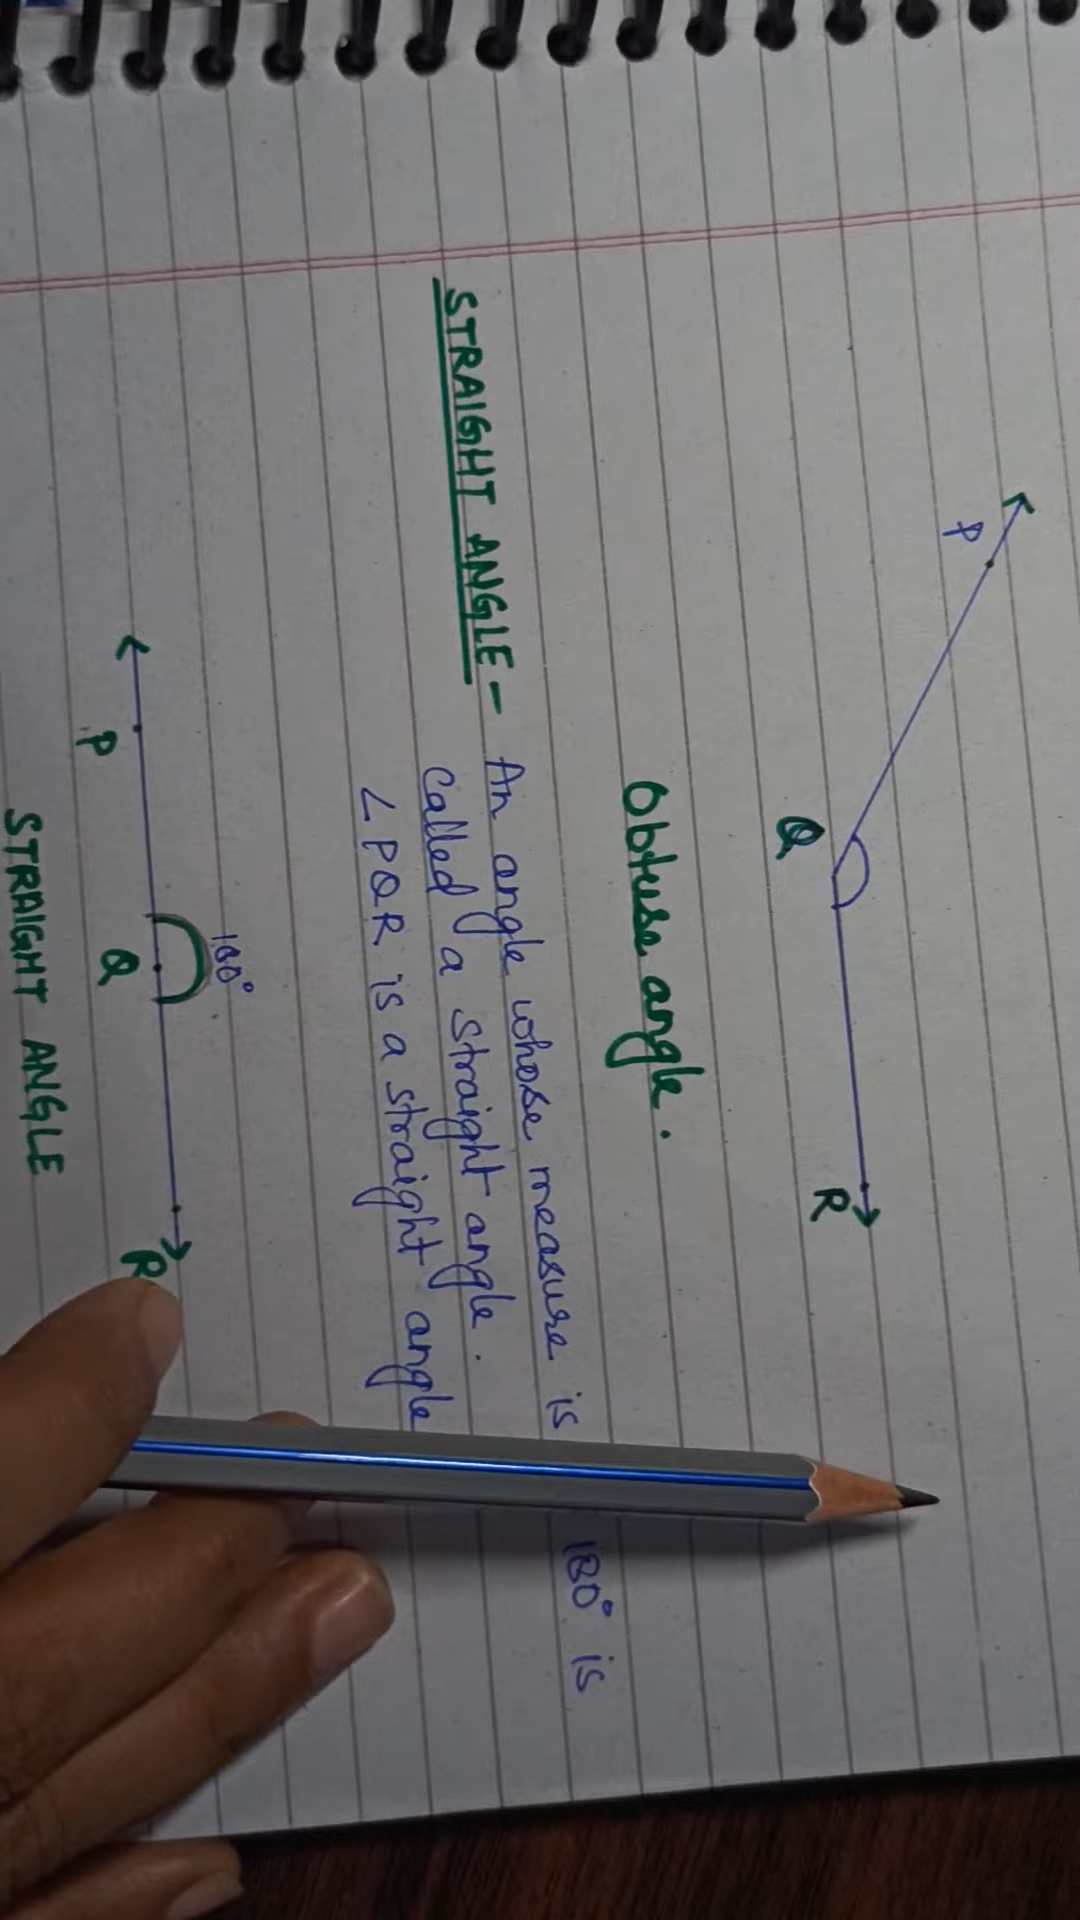 P
Q
R
Obtuse angle.
STRAIGHT ANGLE - An angle whose measure is 180° is
called a straight angle.
∠PQR is a straight angle
180°
P
Q
R
STRAIGHT ANGLE